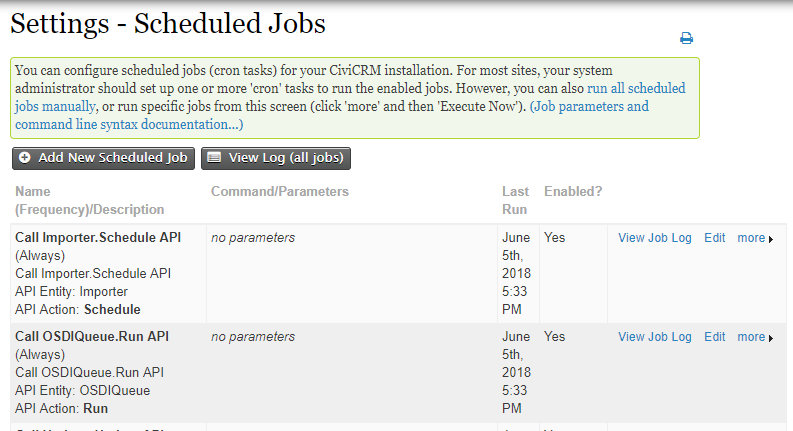 Settings - Scheduled Jobs
You can configure scheduled jobs (cron tasks) for your CiviCRM installation. For most sites, your system
administrator should set up one or more 'cron' tasks to run the enabled jobs. However, you can also run all scheduled
jobs manually, or run specific jobs from this screen (click 'more' and then 'Execute Now'). (Job parameters and
command line syntax documentation...)
Add New Scheduled Job View Log (all jobs)
Name Command/Parameters Last Enabled?
(Frequency)/Description Run
Call Importer.Schedule API no parameters June Yes View Job Log Edit more
(Always) 5th,
Call Importer.Schedule API 2018
API Entity: Importer 5:33
API Action: Schedule PM
Call OSDIQueue.Run API no parameters June Yes View Job Log Edit more
(Always) 5th,
Call OSDIQueue.Run API 2018
API Entity: OSDIQueue 5:33
API Action: Run PM